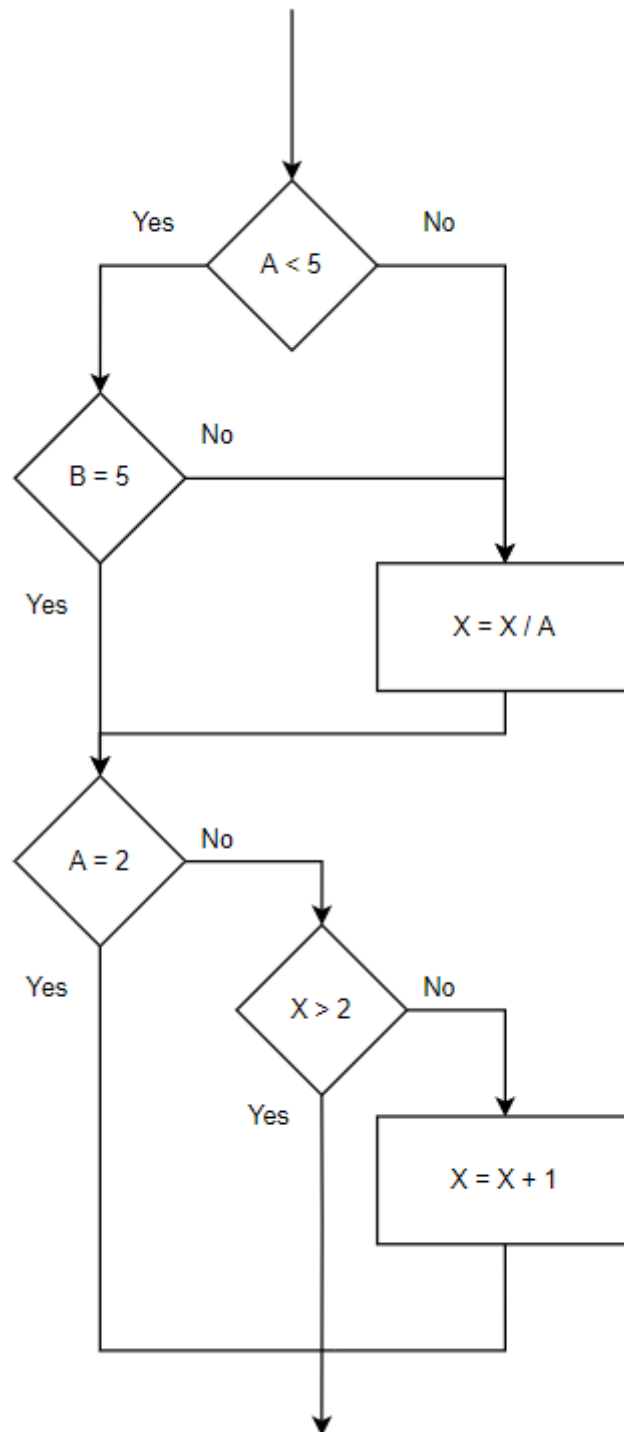 Yes
No
A < 5
No
B = 5
Yes
X = X / A
No
A = 2
Yes
No
X > 2
Yes
X = X + 1